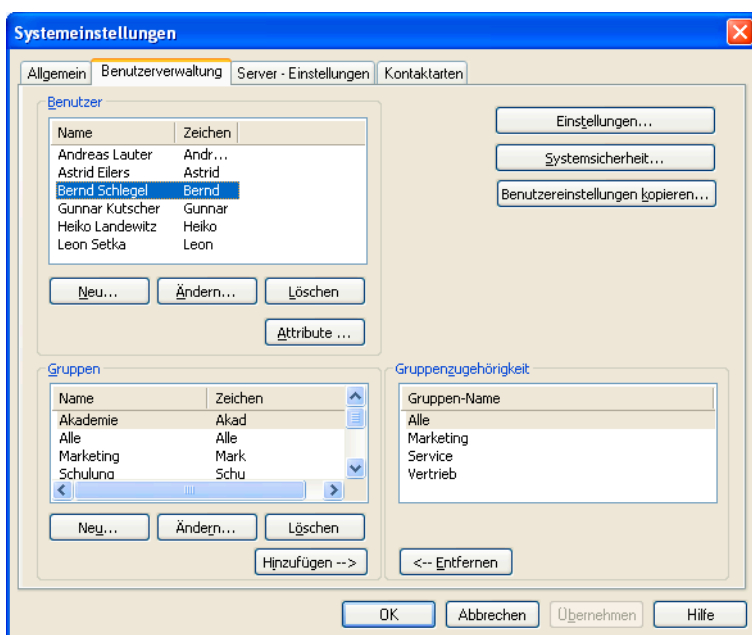 Systemeinstellungen
Allgemein Benutzerverwaltung Server - Einstellungen Kontaktarten
Benutzer
Name Zeichen
Andreas Lauter Andr...
Astrid Eilers Astrid
Bernd Schlegel Bernd
Gunnar Kutscher Gunnar
Heiko Landewitz Heiko
Leon Setka Leon
Neu... Ändern... Löschen
Attribute ...
Einstellungen...
Systemsicherheit...
Benutzereinstellungen kopieren...
Gruppen
Name Zeichen
Akademie Akad
Alle Alle
Marketing Mark
Schulung Schu
Neu... Ändern... Löschen
Hinzufügen -->
Gruppenzugehörigkeit
Gruppen-Name
Alle
Marketing
Service
Vertrieb
<-- Entfernen
OK Abbrechen Übernehmen Hilfe